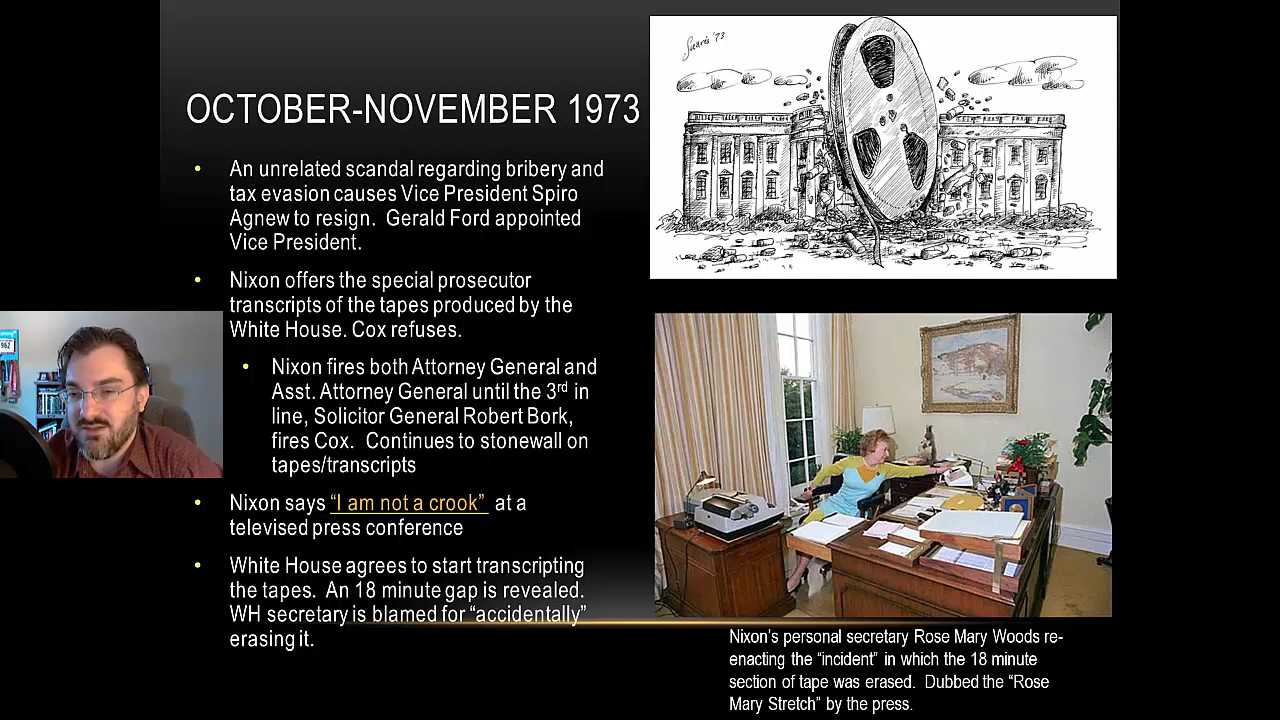 Suarès '73
OCTOBER-NOVEMBER 1973
• An unrelated scandal regarding bribery and
tax evasion causes Vice President Spiro
Agnew to resign.  Gerald Ford appointed
Vice President.
• Nixon offers the special prosecutor
transcripts of the tapes produced by the
White House. Cox refuses.
• Nixon fires both Attorney General and
Asst. Attorney General until the 3rd in
line, Solicitor General Robert Bork,
fires Cox.  Continues to stonewall on
tapes/transcripts
• Nixon says “I am not a crook”  at a
televised press conference
• White House agrees to start transcripting
the tapes.  An 18 minute gap is revealed.
WH secretary is blamed for “accidentally”
erasing it.
962
Nixon’s personal secretary Rose Mary Woods re-
enacting the “incident” in which the 18 minute
section of tape was erased.  Dubbed the “Rose
Mary Stretch” by the press.